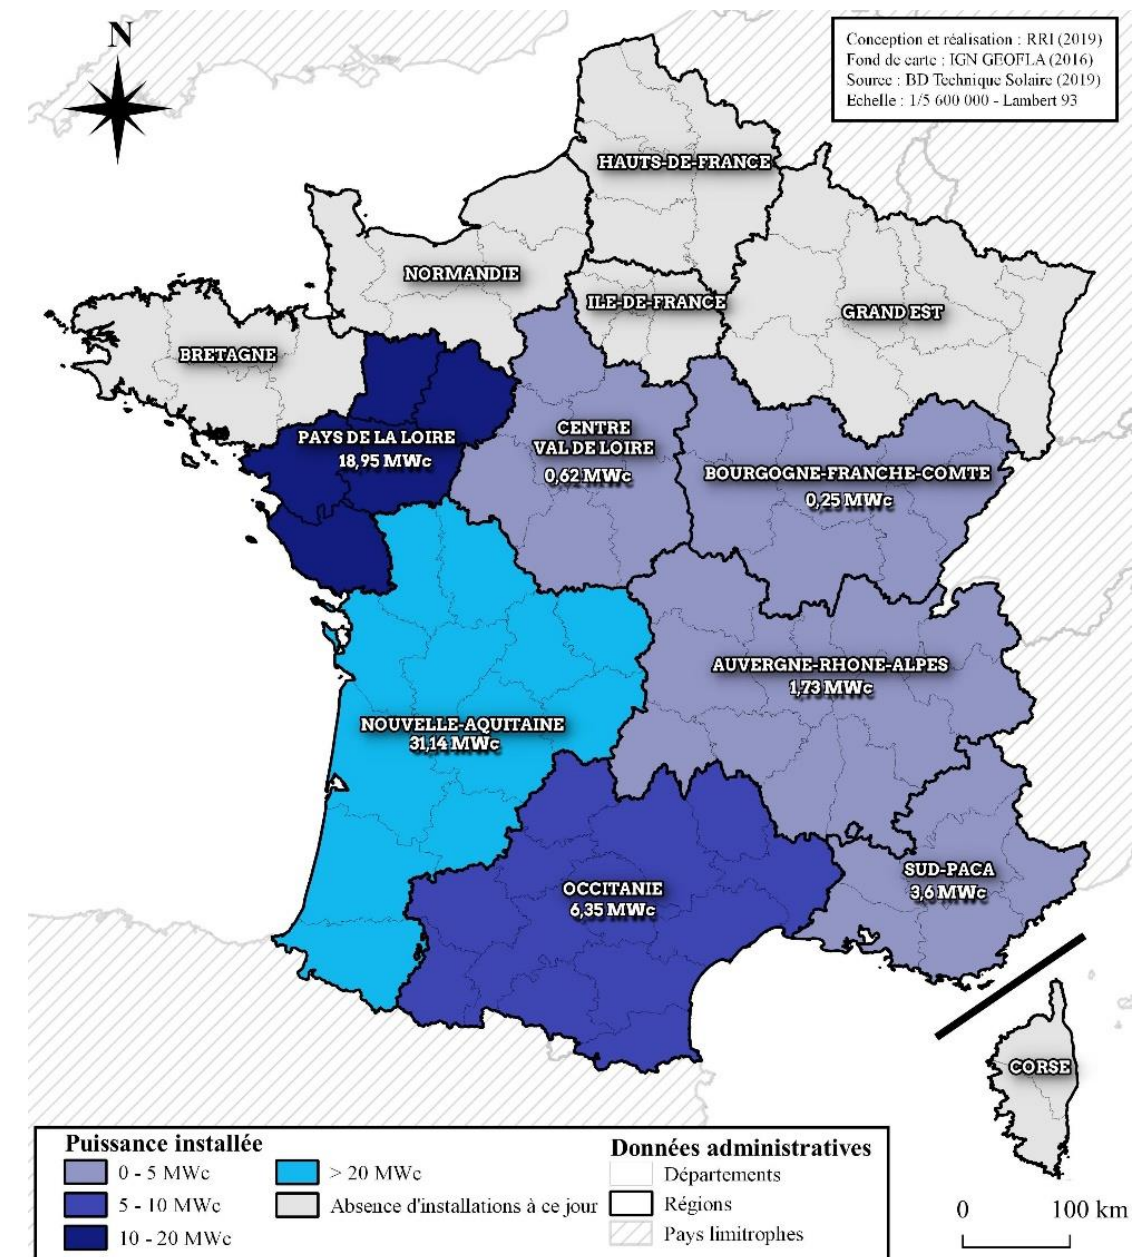 N
Conception et réalisation : RRI (2019)
Fond de carte : IGN GEOFLA (2016)
Source : BD Technique Solaire (2019)
Echelle : 1/5 600 000 - Lambert 93
HAUTS-DE-FRANCE
NORMANDIE
ILE-DE-FRANCE
GRAND EST
BRETAGNE
PAYS DE LA LOIRE
18,95 MWc
CENTRE
VAL DE LOIRE
0,62 MWc
BOURGOGNE-FRANCHE-COMTE
0,25 MWc
AUVERGNE-RHONE-ALPES
1,73 MWc
NOUVELLE-AQUITAINE
31,14 MWc
OCCITANIE
6,35 MWc
SUD-PACA
3,6 MWc
CORSE
Puissance installée
0 - 5 MWc
5 - 10 MWc
10 - 20 MWc
> 20 MWc
Absence d'installations à ce jour
Données administratives
Départements
Régions
Pays limitrophes
0 100 km